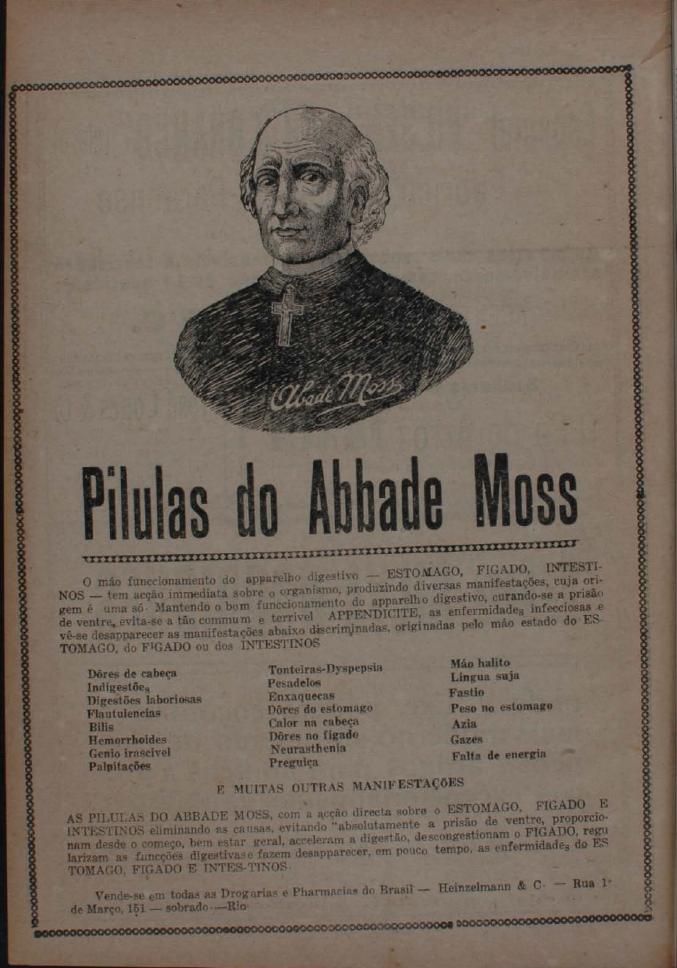 Abade Moss
Pilulas do Abbade Moss
O máo funccionamento do apparelho digestivo — ESTOMAGO, FIGADO, INTESTI-
NOS — tem acção immediata sobre o organismo, produzindo diversas manifestações, cuja ori-
gem é uma só. Mantendo o bom funccionamento do apparelho digestivo, curando-se a prisão
de ventre, evita-se a tão commum e terrivel APPENDICITE, as enfermidades infecciosas e
vê-se desapparecer as manifestações abaixo discriminadas, originadas pelo máo estado do ES-
TOMAGO, do FIGADO ou dos INTESTINOS
Dôres de cabeça
Indigestões
Digestões laboriosas
Flautulencias
Bilis
Hemorrhoides
Genio irascivel
Palpitações
Tonteiras-Dyspepsia
Pesadelos
Enxaquecas
Dôres do estomago
Calor na cabeça
Dôres no figado
Neurasthenia
Preguiça
Máo halito
Lingua suja
Fastio
Peso no estomago
Azia
Gazes
Falta de energia
E MUITAS OUTRAS MANIFESTAÇÕES
AS PILULAS DO ABBADE MOSS, com a acção directa sobre o ESTOMAGO, FIGADO E
INTESTINOS eliminando as causas, evitando "absolutamente a prisão de ventre, proporcio-
nam desde o começo, bem estar geral, acceleram a digestão, descongestionam o FIGADO, regu
larizam as funcções digestivas e fazem desapparecer, em pouco tempo, as enfermidades do ES
TOMAGO, FIGADO E INTES-TINOS.
Vende-se em todas as Drogarias e Pharmacias do Brasil — Heinzelmann & C. — Rua 1º
de Março, 151 — sobrado —Rio